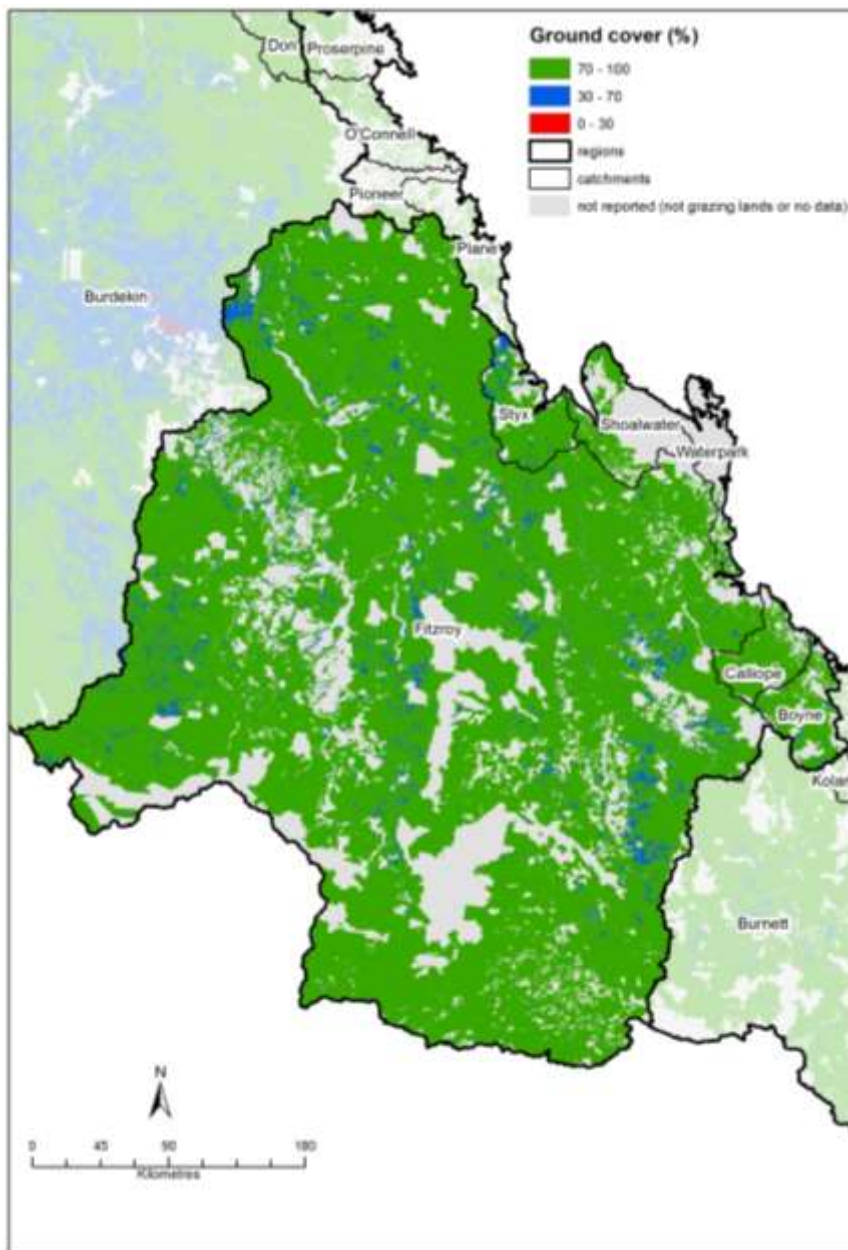 Ground cover (%)
70 - 100
30 - 70
0 - 30
regions
catchments
not reported (not grazing lands or no data)
Don
Proserpine
O'Connell
Pioneer
Plane
Burdekin
Styx
Shoalwater
Waterpark
Fitzroy
Calliope
Boyne
Kolan
Burnett
N
0 45 90 180
Kilometres